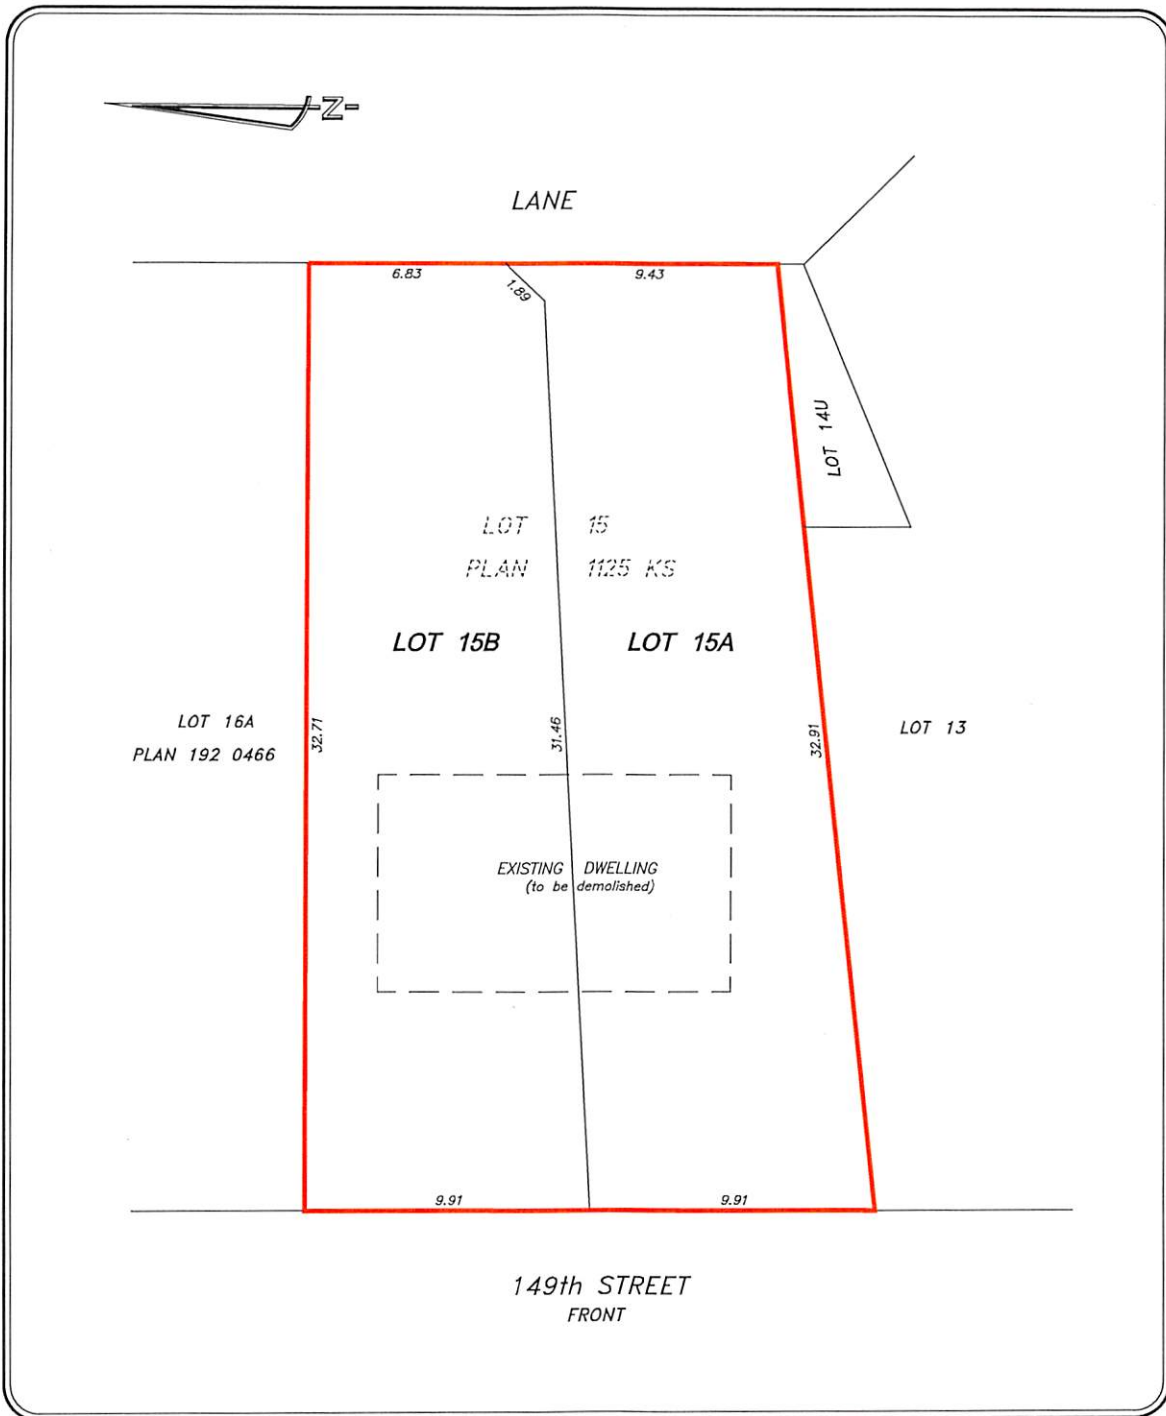 N
LANE
6.83
9.43
1.89
LOT 14U
LOT 15
PLAN 1125 KS
LOT 15B
LOT 15A
LOT 16A
PLAN 192 0466
32.71
31.46
32.91
LOT 13
EXISTING DWELLING
(to be demolished)
9.91
9.91
149th STREET
FRONT